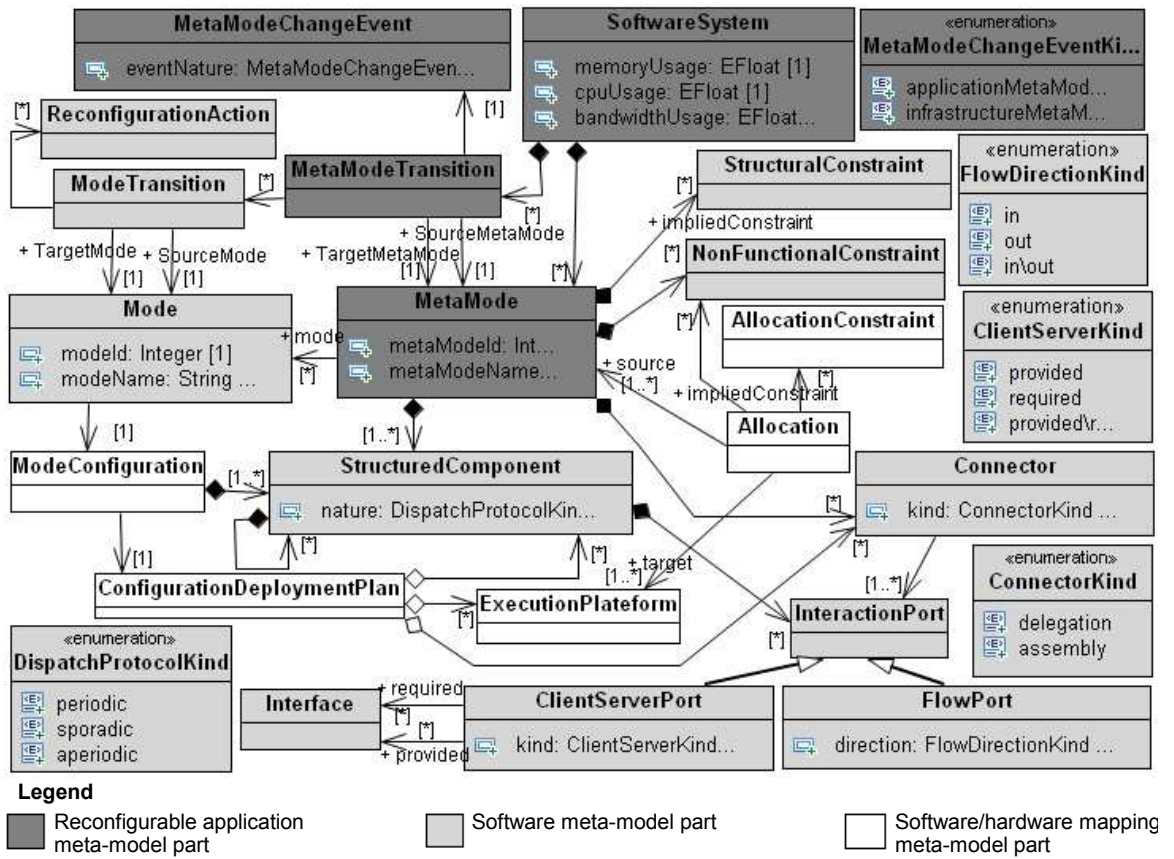 MetaModeChangeEvent
eventNature: MetaModeChangeEven...
SoftwareSystem
memoryUsage: EFloat [1]
cpuUsage: EFloat [1]
bandwidthUsage: EFloat...
«enumeration»
MetaModeChangeEventKi...
applicationMetaMod...
infrastructureMetaM...
[*]
ReconfigurationAction
[1]
ModeTransition
[*]
MetaModeTransition
[*]
StructuralConstraint
[*]
«enumeration»
FlowDirectionKind
in
out
in\out
+ TargetMode
+ SourceMode
[1]
[1]
+ SourceMetaMode
+ TargetMetaMode
[1]
[1]
[*]
+ impliedConstraint
[*]
NonFunctionalConstraint
[*]
Mode
modeId: Integer [1]
modeName: String ...
+ mode
[*]
MetaMode
metaModeId: Int...
metaModeName...
AllocationConstraint
[*]
«enumeration»
ClientServerKind
provided
required
provided\r...
+ source
[1..*]
+ impliedConstraint
Allocation
[1]
[1..*]
ModeConfiguration
[1..*]
StructuredComponent
nature: DispatchProtocolKin...
[*]
[*]
Connector
kind: ConnectorKind ...
[*]
[*]
[1]
ConfigurationDeploymentPlan
+ target
[1..*]
ExecutionPlateform
[*]
[1..*]
InteractionPort
[*]
«enumeration»
ConnectorKind
delegation
assembly
«enumeration»
DispatchProtocolKind
periodic
sporadic
aperiodic
Interface
+ required
[*]
[*]
+ provided
ClientServerPort
kind: ClientServerKind...
FlowPort
direction: FlowDirectionKind ...
Legend
Reconfigurable application
meta-model part
Software meta-model part
Software/hardware mapping
meta-model part